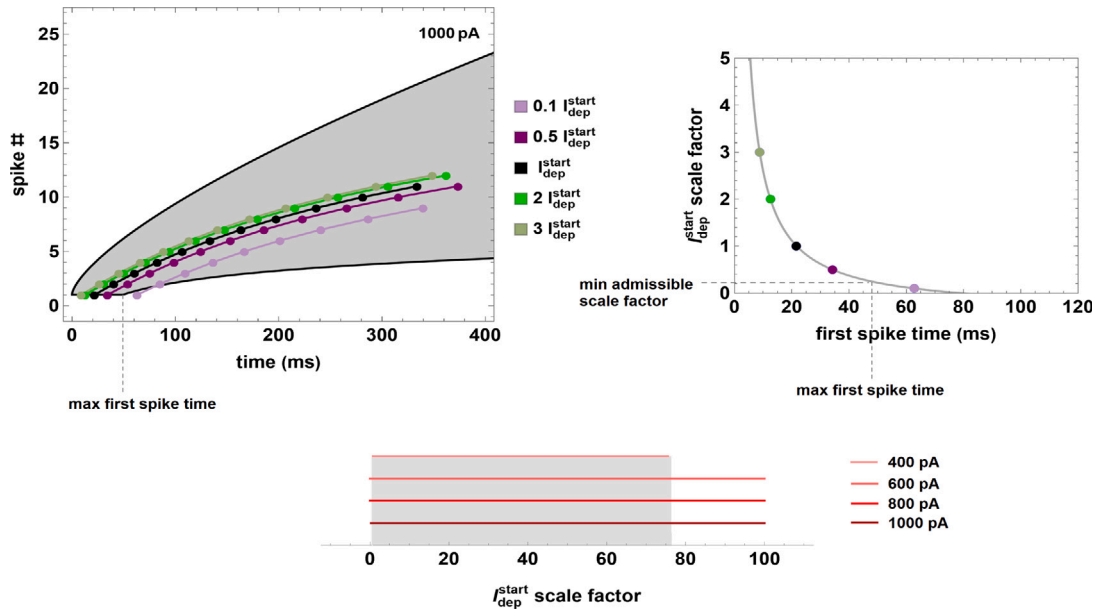 1000 pA
25
20
15
10
5
0
spike #
0 100 200 300 400
time (ms)
max first spike time
0.1 I_dep^start
0.5 I_dep^start
I_dep^start
2 I_dep^start
3 I_dep^start
5
4
3
2
1
0
I_dep^start scale factor
min admissible
scale factor
0 20 40 60 80 100 120
first spike time (ms)
max first spike time
400 pA
600 pA
800 pA
1000 pA
0 20 40 60 80 100
I_dep^start scale factor